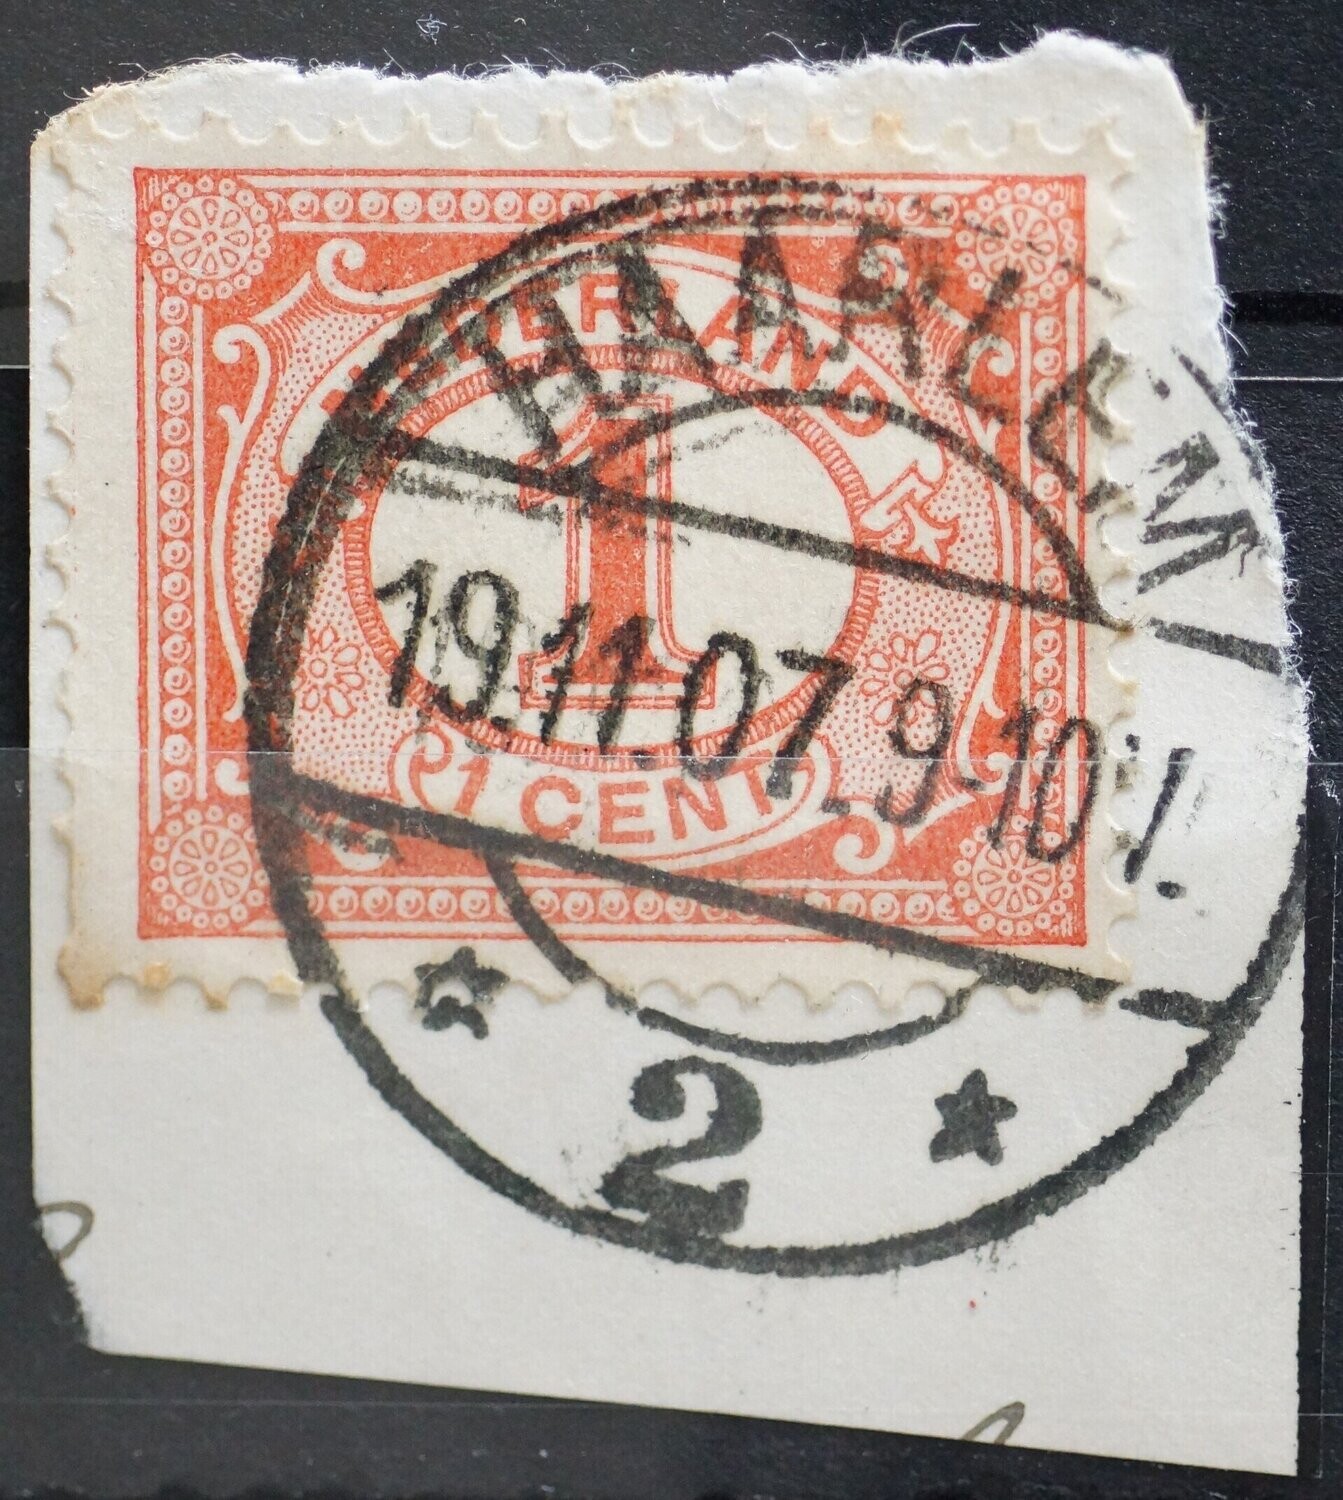 HAARLEM
NEDERLAND
1
19.11.07.9-10 V.
1 CENT
2